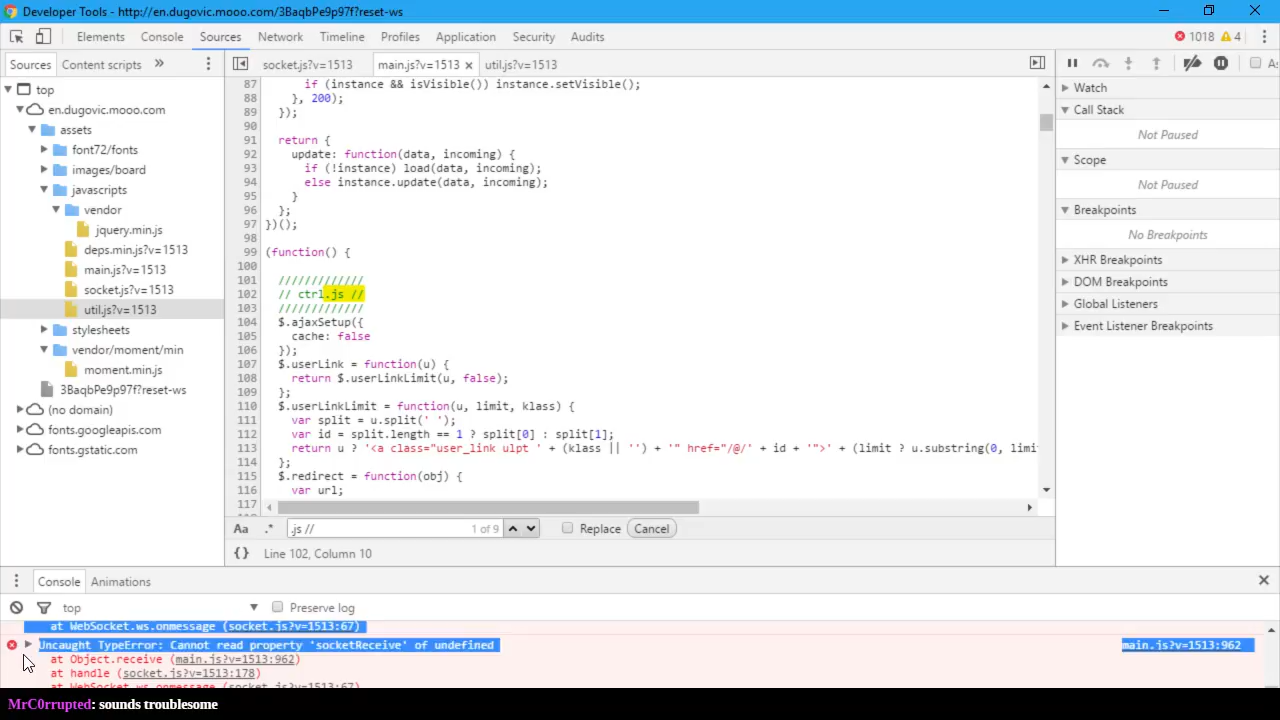 Developer Tools - http://en.dugovic.mooo.com/3BaqbPe9p97f?reset-ws
Elements Console Sources Network Timeline Profiles Application Security Audits 1018 4
Sources Content scripts »
socket.js?v=1513 main.js?v=1513 × util.js?v=1513
top
en.dugovic.mooo.com
assets
font72/fonts
images/board
javascripts
vendor
jquery.min.js
deps.min.js?v=1513
main.js?v=1513
socket.js?v=1513
util.js?v=1513
stylesheets
vendor/moment/min
moment.min.js
3BaqbPe9p97f?reset-ws
(no domain)
fonts.googleapis.com
fonts.gstatic.com
87 if (instance && isVisible()) instance.setVisible();
88 }, 200);
89 });
90
91 return {
92 update: function(data, incoming) {
93 if (!instance) load(data, incoming);
94 else instance.update(data, incoming);
95 }
96 };
97 })();
98
99 (function() {
100
101 /////////////
102 // ctrl.js //
103 /////////////
104 $.ajaxSetup({
105 cache: false
106 });
107 $.userLink = function(u) {
108 return $.userLinkLimit(u, false);
109 };
110 $.userLinkLimit = function(u, limit, klass) {
111 var split = u.split(' ');
112 var id = split.length == 1 ? split[0] : split[1];
113 return u ? '<a class="user_link ulpt ' + (klass || '') + '" href="/@/' + id + '">' + (limit ? u.substring(0, limi
114 };
115 $.redirect = function(obj) {
116 var url;
117
Aa .* .js // 1 of 9 Replace Cancel
{} Line 102, Column 10
As
Watch
Call Stack
Not Paused
Scope
Not Paused
Breakpoints
No Breakpoints
XHR Breakpoints
DOM Breakpoints
Global Listeners
Event Listener Breakpoints
Console Animations
top Preserve log
at WebSocket.ws.onmessage (socket.js?v=1513:67)
Uncaught TypeError: Cannot read property 'socketReceive' of undefined main.js?v=1513:962
at Object.receive (main.js?v=1513:962)
at handle (socket.js?v=1513:178)
at WebSocket.ws.onmessage (socket.js?v=1513:67)
MrC0rrupted: sounds troublesome